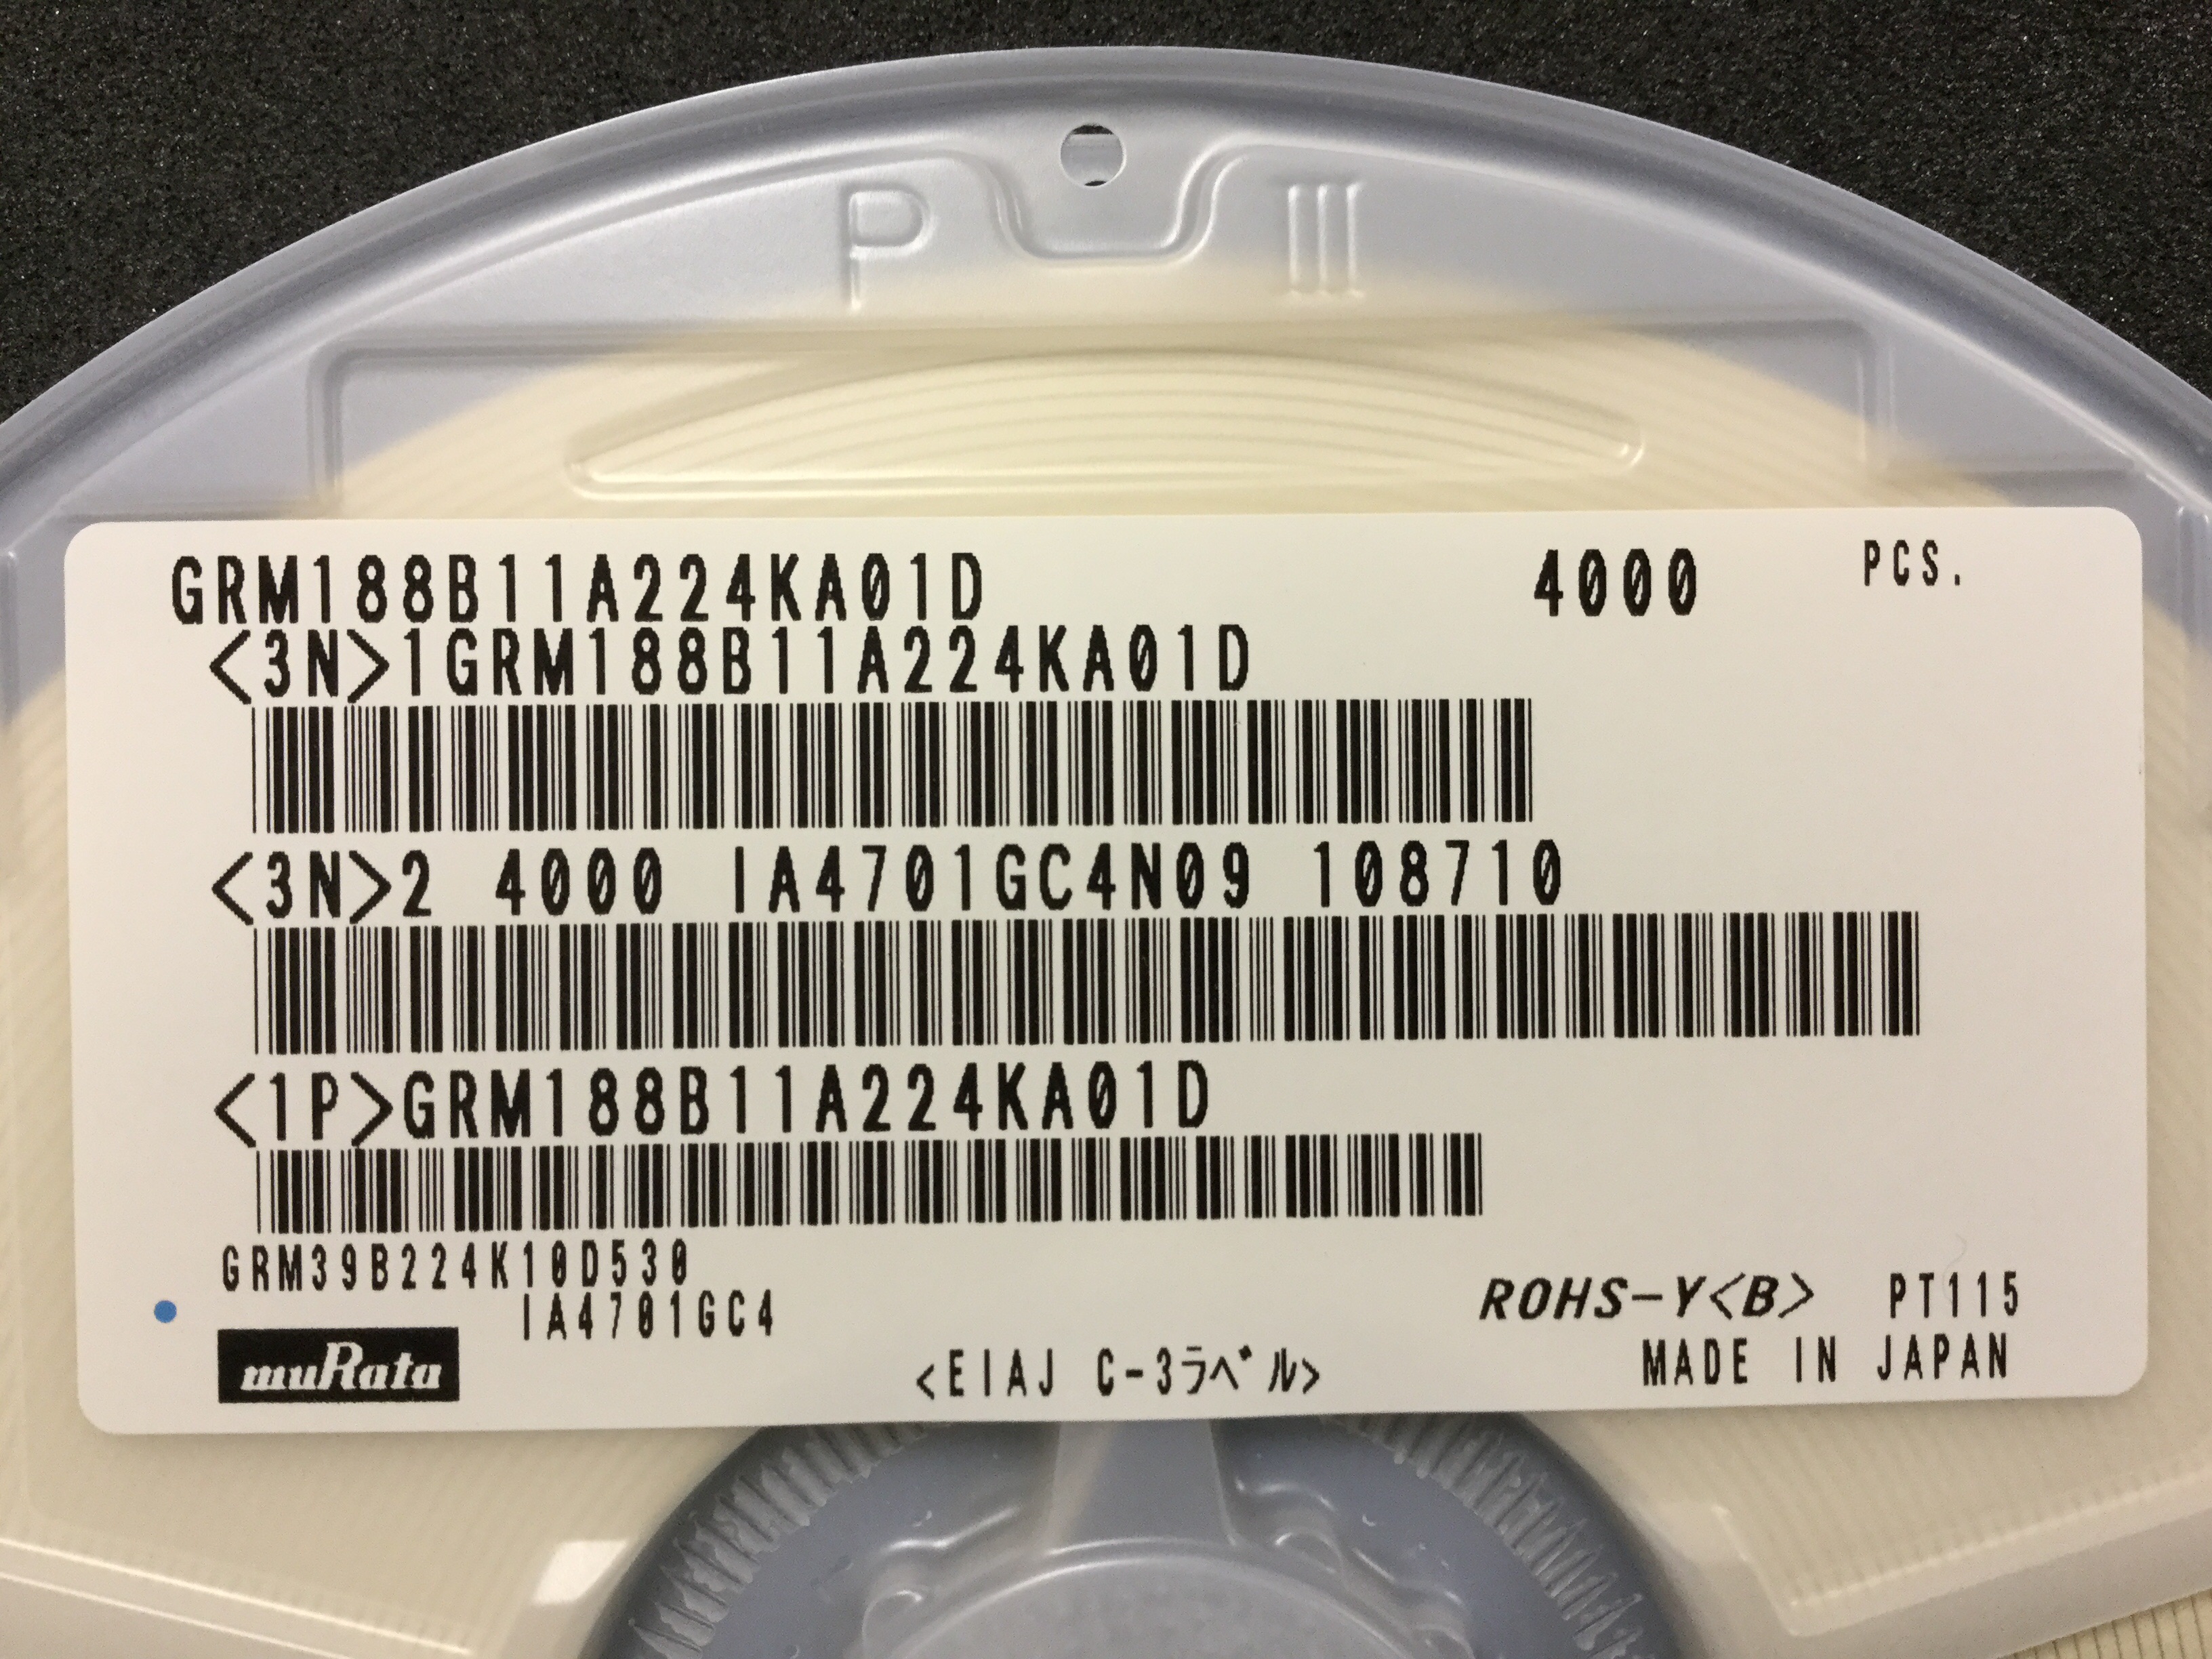 P III
GRM188B11A224KA01D 4000 PCS.
<3N>1GRM188B11A224KA01D
<3N>2 4000 IA4701GC4N09 108710
<1P>GRM188B11A224KA01D
GRM39B224K10D530
IA4701GC4
ROHS-Y<B> PT115
muRata
<EIAJ C-3ラベル>
MADE IN JAPAN